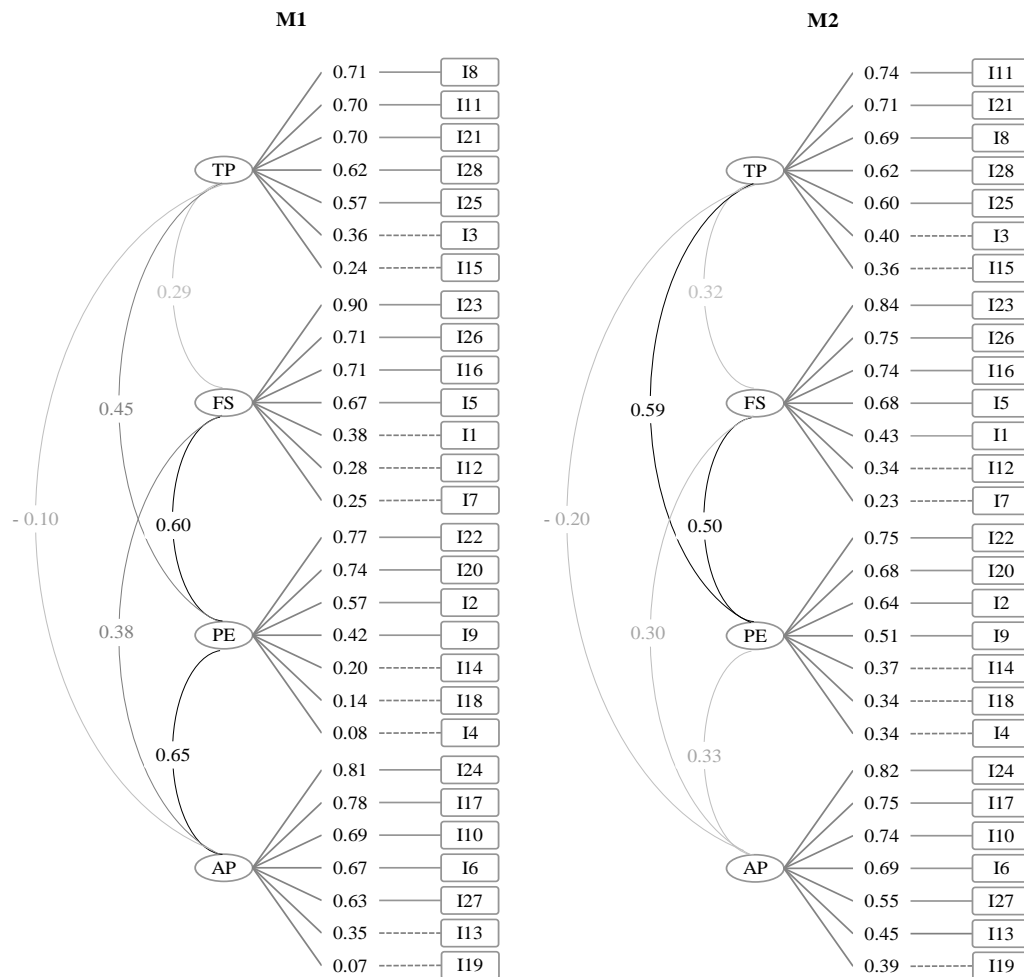 M1 M2
0.71 I8 0.74 I11
0.70 I11 0.71 I21
0.70 I21 0.69 I8
TP 0.62 I28 TP 0.62 I28
0.57 I25 0.60 I25
0.36 I3 0.40 I3
0.24 I15 0.36 I15
0.29 0.32
0.90 I23 0.84 I23
0.71 I26 0.75 I26
0.71 I16 0.74 I16
0.45 FS 0.67 I5 0.59 FS 0.68 I5
0.38 I1 0.43 I1
0.28 I12 0.34 I12
0.25 I7 0.23 I7
- 0.10 0.60 - 0.20 0.50
0.77 I22 0.75 I22
0.74 I20 0.68 I20
0.57 I2 0.64 I2
0.38 PE 0.42 I9 0.30 PE 0.51 I9
0.20 I14 0.37 I14
0.14 I18 0.34 I18
0.08 I4 0.34 I4
0.65 0.33
0.81 I24 0.82 I24
0.78 I17 0.75 I17
0.69 I10 0.74 I10
AP 0.67 I6 AP 0.69 I6
0.63 I27 0.55 I27
0.35 I13 0.45 I13
0.07 I19 0.39 I19